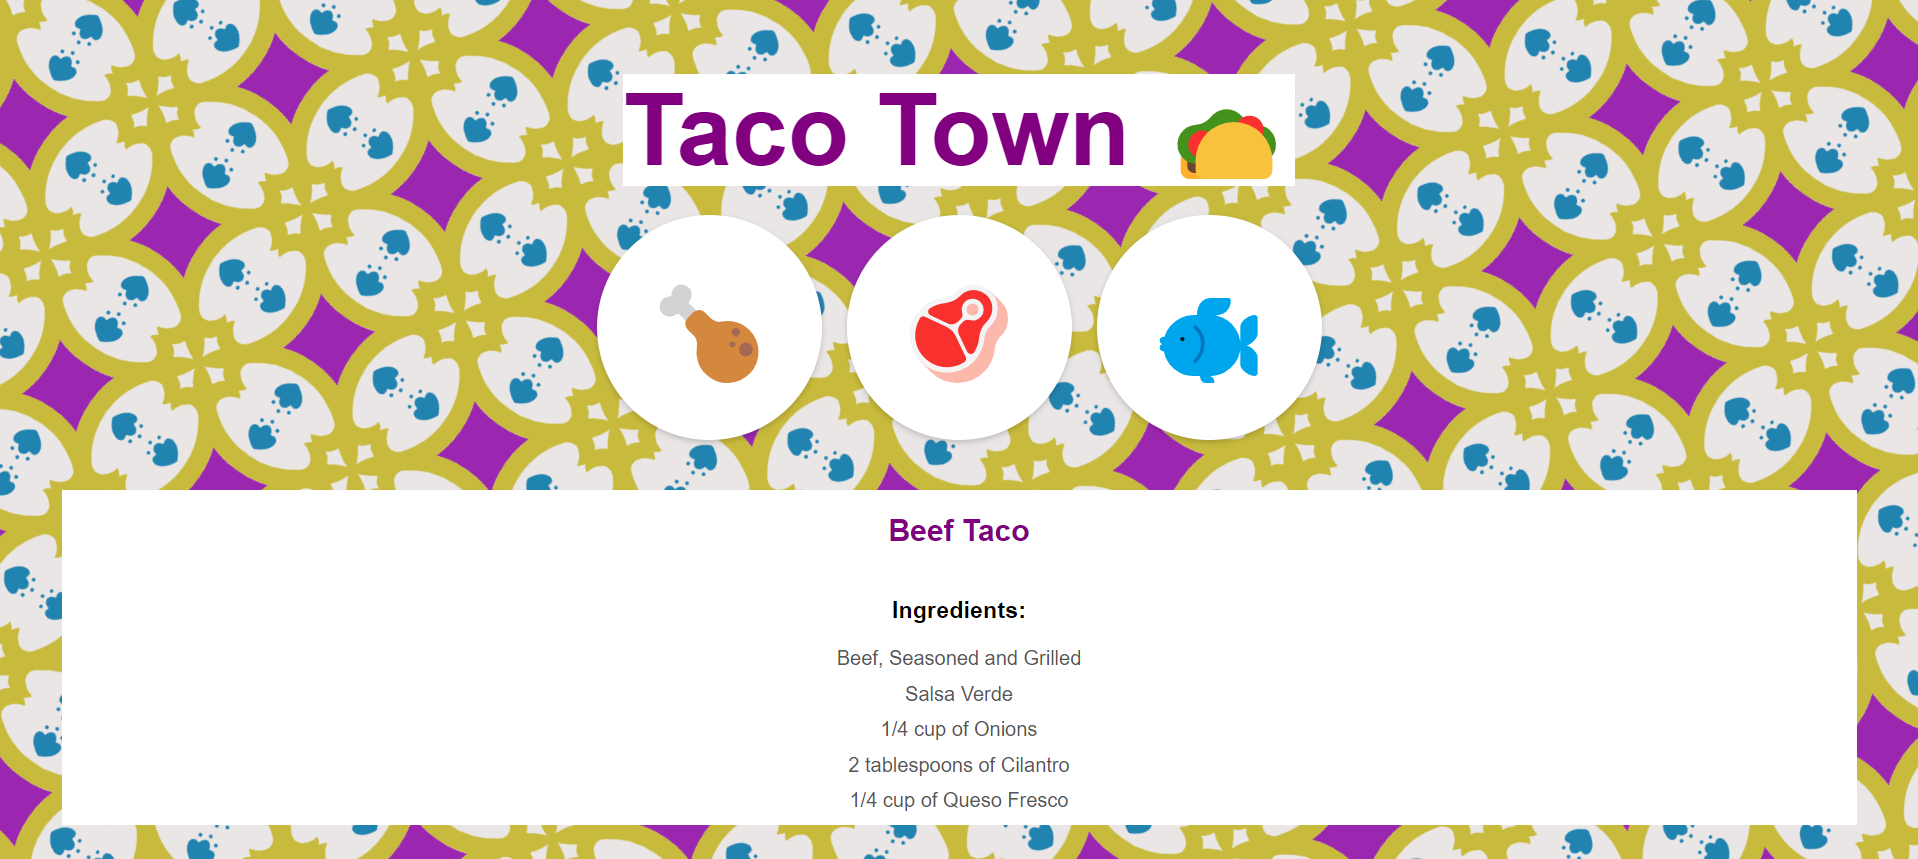 Taco Town
Beef Taco
Ingredients:
Beef, Seasoned and Grilled
Salsa Verde
1/4 cup of Onions
2 tablespoons of Cilantro
1/4 cup of Queso Fresco